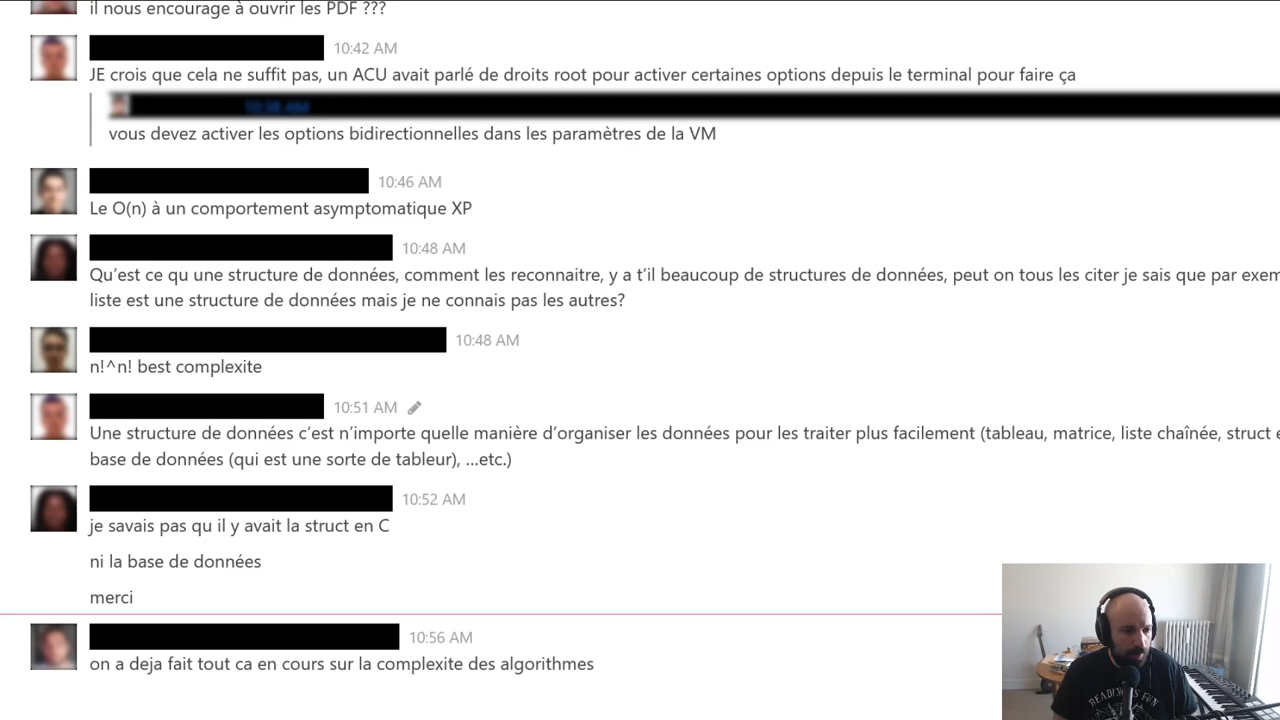 il nous encourage à ouvrir les PDF ???
10:42 AM
JE crois que cela ne suffit pas, un ACU avait parlé de droits root pour activer certaines options depuis le terminal pour faire ça
vous devez activer les options bidirectionnelles dans les paramètres de la VM
10:46 AM
Le O(n) à un comportement asymptomatique XP
10:48 AM
Qu'est ce qu une structure de données, comment les reconnaitre, y a t'il beaucoup de structures de données, peut on tous les citer je sais que par exem
liste est une structure de données mais je ne connais pas les autres?
10:48 AM
n!^n! best complexite
10:51 AM
Une structure de données c'est n'importe quelle manière d'organiser les données pour les traiter plus facilement (tableau, matrice, liste chaînée, struct e
base de données (qui est une sorte de tableur), ...etc.)
10:52 AM
je savais pas qu il y avait la struct en C
ni la base de données
merci
10:56 AM
on a deja fait tout ca en cours sur la complexite des algorithmes